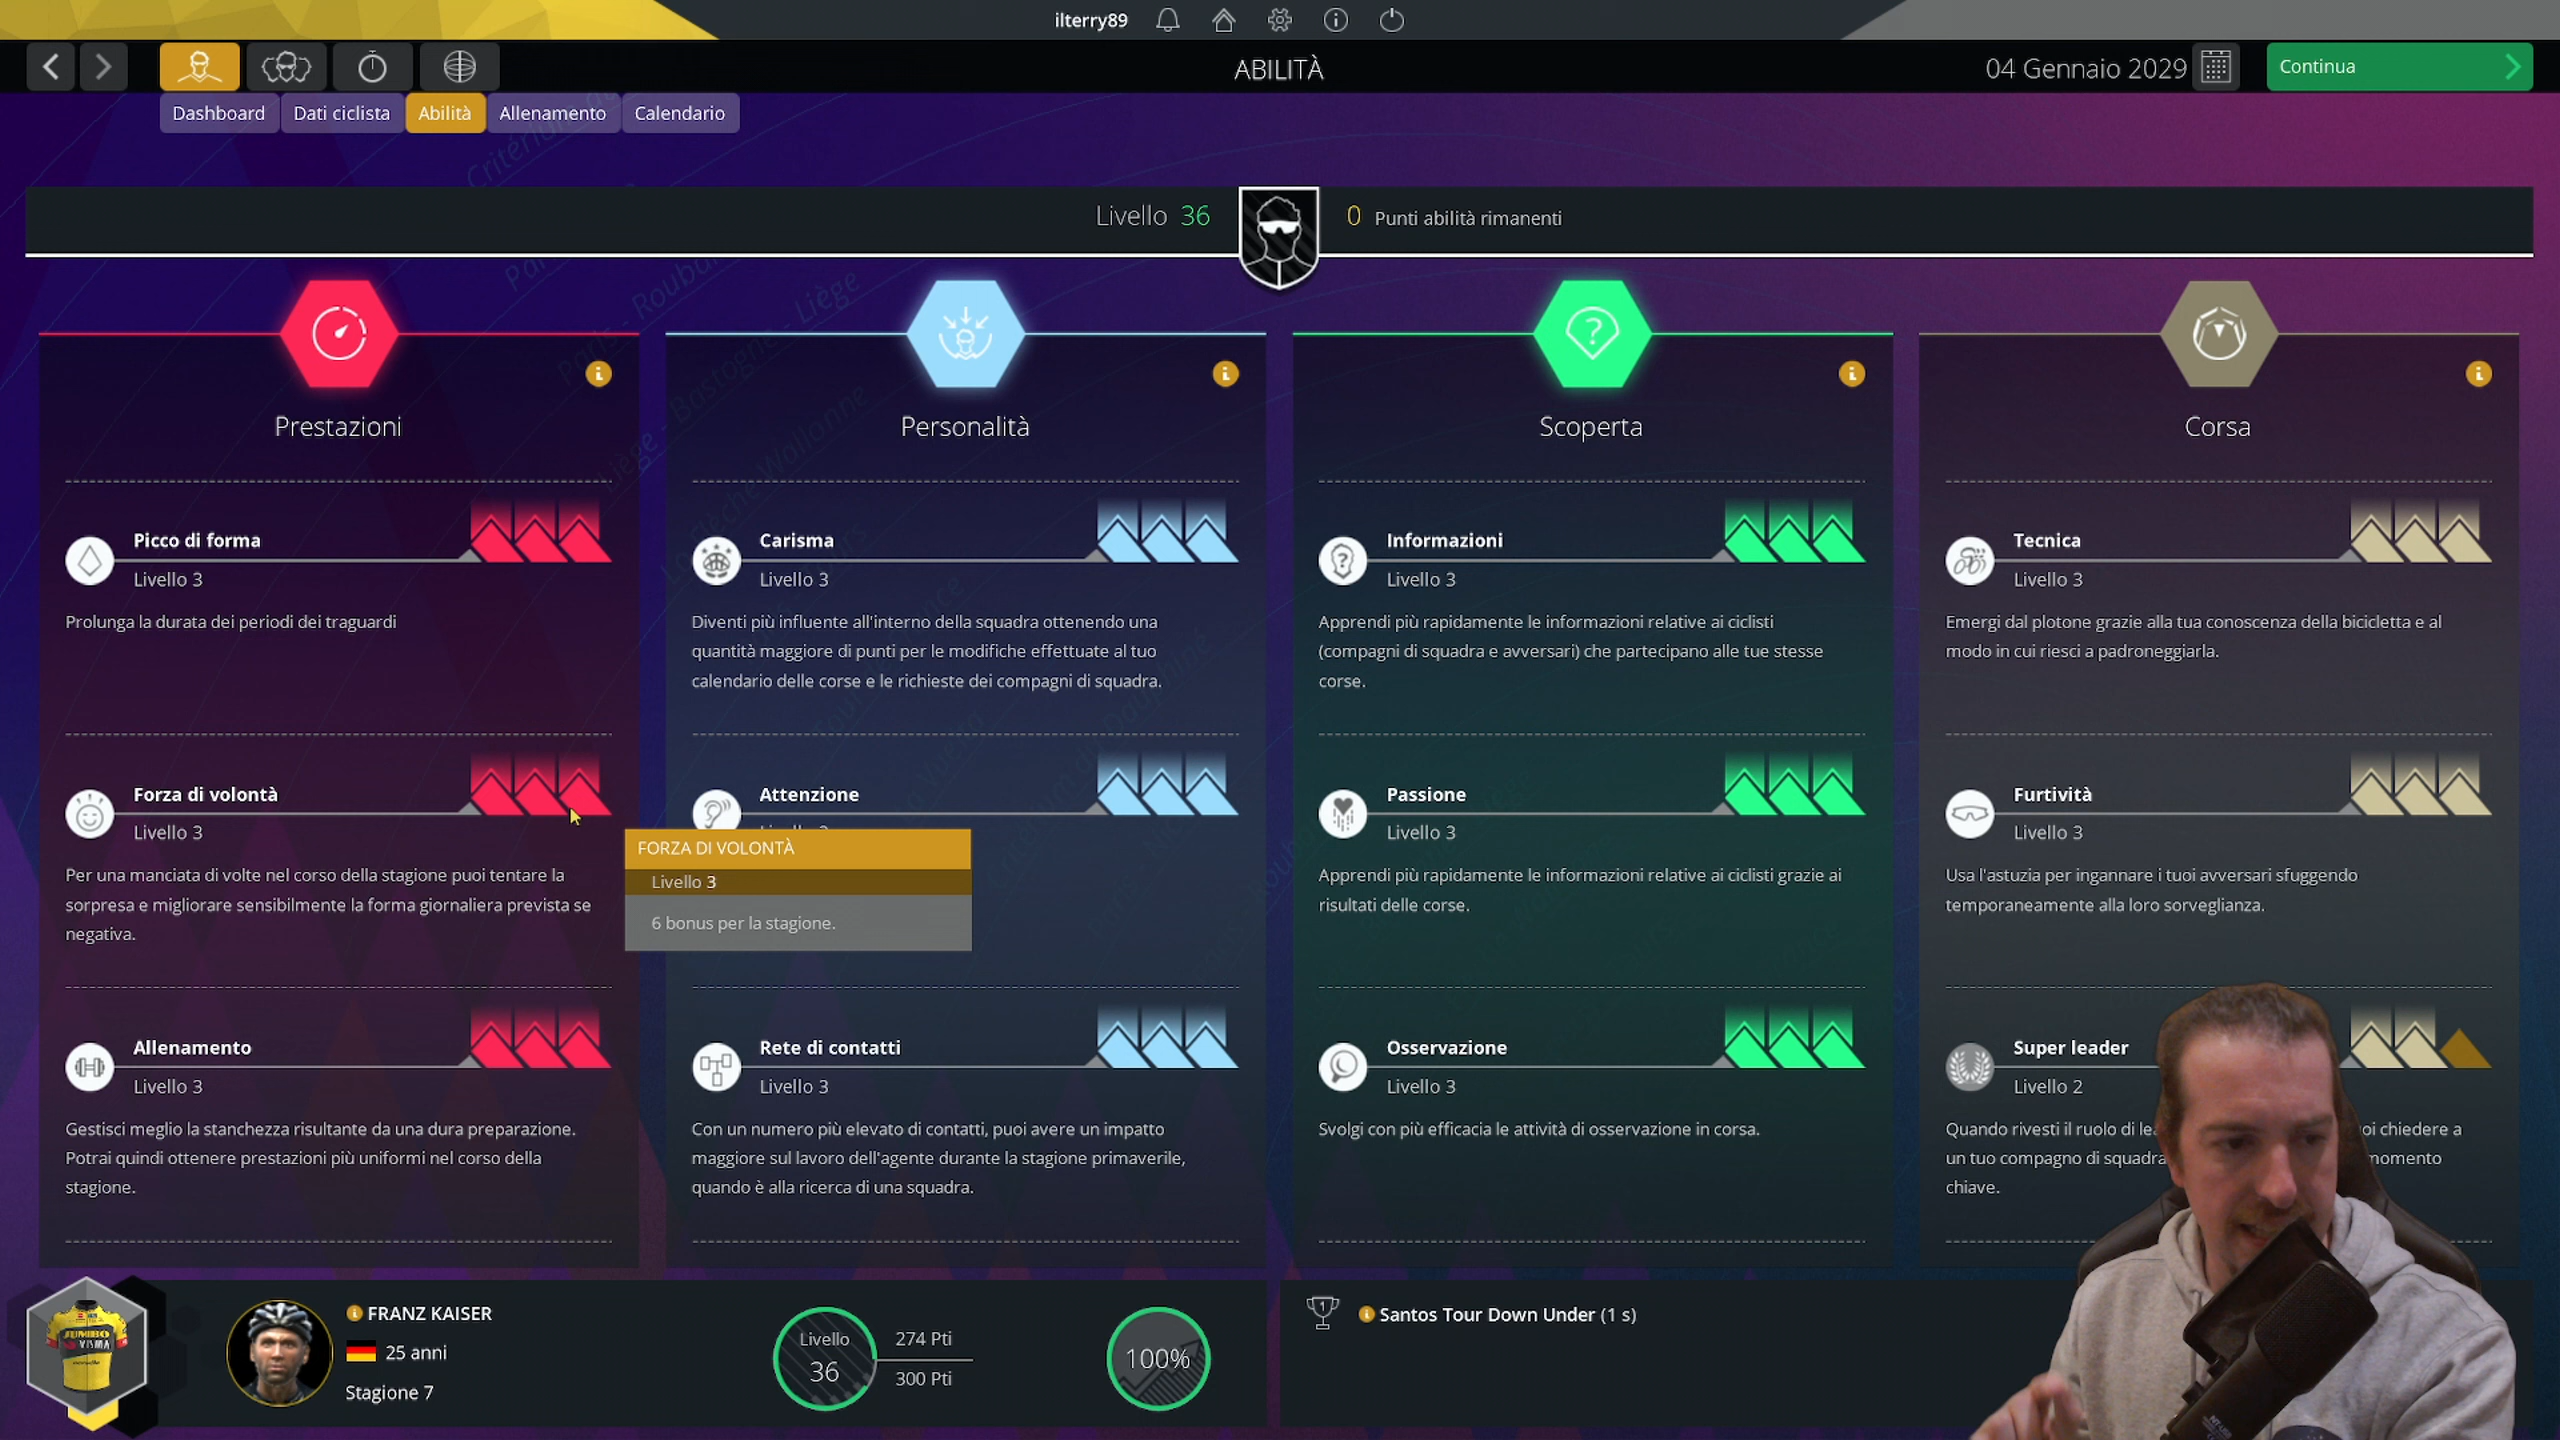 ilterry89
ABILITÀ
04 Gennaio 2029
Continua
Dashboard
Dati ciclista
Abilità
Allenamento
Calendario
Livello 36
0 Punti abilità rimanenti
Prestazioni
Picco di forma
Livello 3
Prolunga la durata dei periodi dei traguardi
Forza di volontà
Livello 3
Per una manciata di volte nel corso della stagione puoi tentare la
sorpresa e migliorare sensibilmente la forma giornaliera prevista se
negativa.
Allenamento
Livello 3
Gestisci meglio la stanchezza risultante da una dura preparazione.
Potrai quindi ottenere prestazioni più uniformi nel corso della
stagione.
Personalità
Carisma
Livello 3
Diventi più influente all'interno della squadra ottenendo una
quantità maggiore di punti per le modifiche effettuate al tuo
calendario delle corse e le richieste dei compagni di squadra.
Attenzione
FORZA DI VOLONTÀ
Livello 3
6 bonus per la stagione.
Rete di contatti
Livello 3
Con un numero più elevato di contatti, puoi avere un impatto
maggiore sul lavoro dell'agente durante la stagione primaverile,
quando è alla ricerca di una squadra.
Scoperta
Informazioni
Livello 3
Apprendi più rapidamente le informazioni relative ai ciclisti
(compagni di squadra e avversari) che partecipano alle tue stesse
corse.
Passione
Livello 3
Apprendi più rapidamente le informazioni relative ai ciclisti grazie ai
risultati delle corse.
Osservazione
Livello 3
Svolgi con più efficacia le attività di osservazione in corsa.
Corsa
Tecnica
Livello 3
Emergi dal plotone grazie alla tua conoscenza della bicicletta e al
modo in cui riesci a padroneggiarla.
Furtività
Livello 3
Usa l'astuzia per ingannare i tuoi avversari sfuggendo
temporaneamente alla loro sorveglianza.
Super leader
Livello 2
Quando rivesti il ruolo di chiedere a
un tuo compagno di squadra momento
chiave.
JUMBO
VISMA
FRANZ KAISER
25 anni
Stagione 7
Livello
36
274 Pti
300 Pti
100%
1
Santos Tour Down Under (1 s)